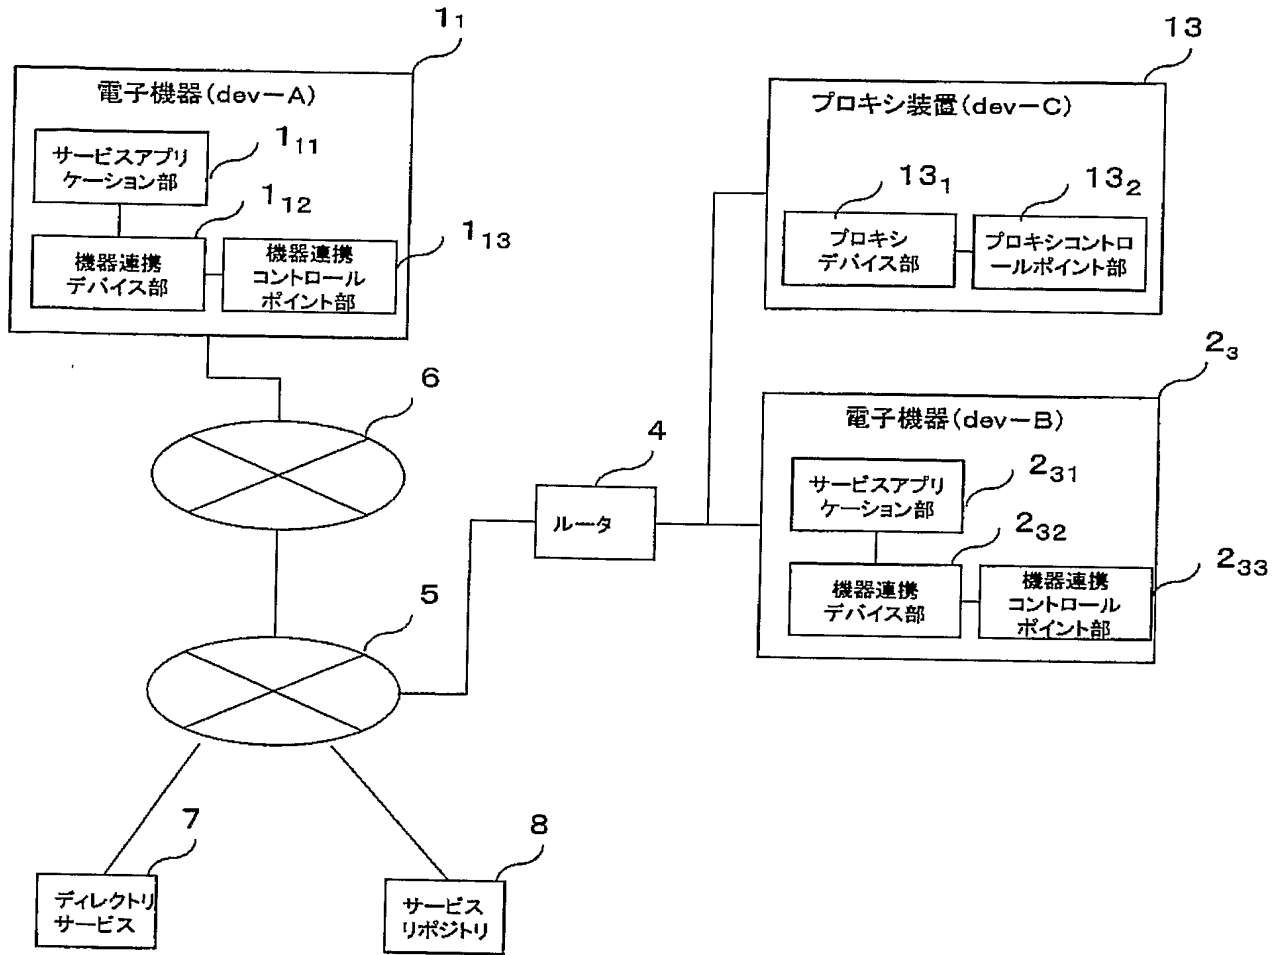 1₁
電子機器(dev－A)
サービスアプリ
ケーション部
1₁₁
1₁₂
機器連携
デバイス部
機器連携
コントロール
ポイント部
1₁₃
13
プロキシ装置(dev－C)
13₁
13₂
プロキシ
デバイス部
プロキシコントロ
ールポイント部
6
5
4
ルータ
2₃
電子機器(dev－B)
サービスアプリ
ケーション部
2₃₁
2₃₂
機器連携
デバイス部
機器連携
コントロール
ポイント部
2₃₃
7
ディレクトリ
サービス
8
サービス
リポジトリ